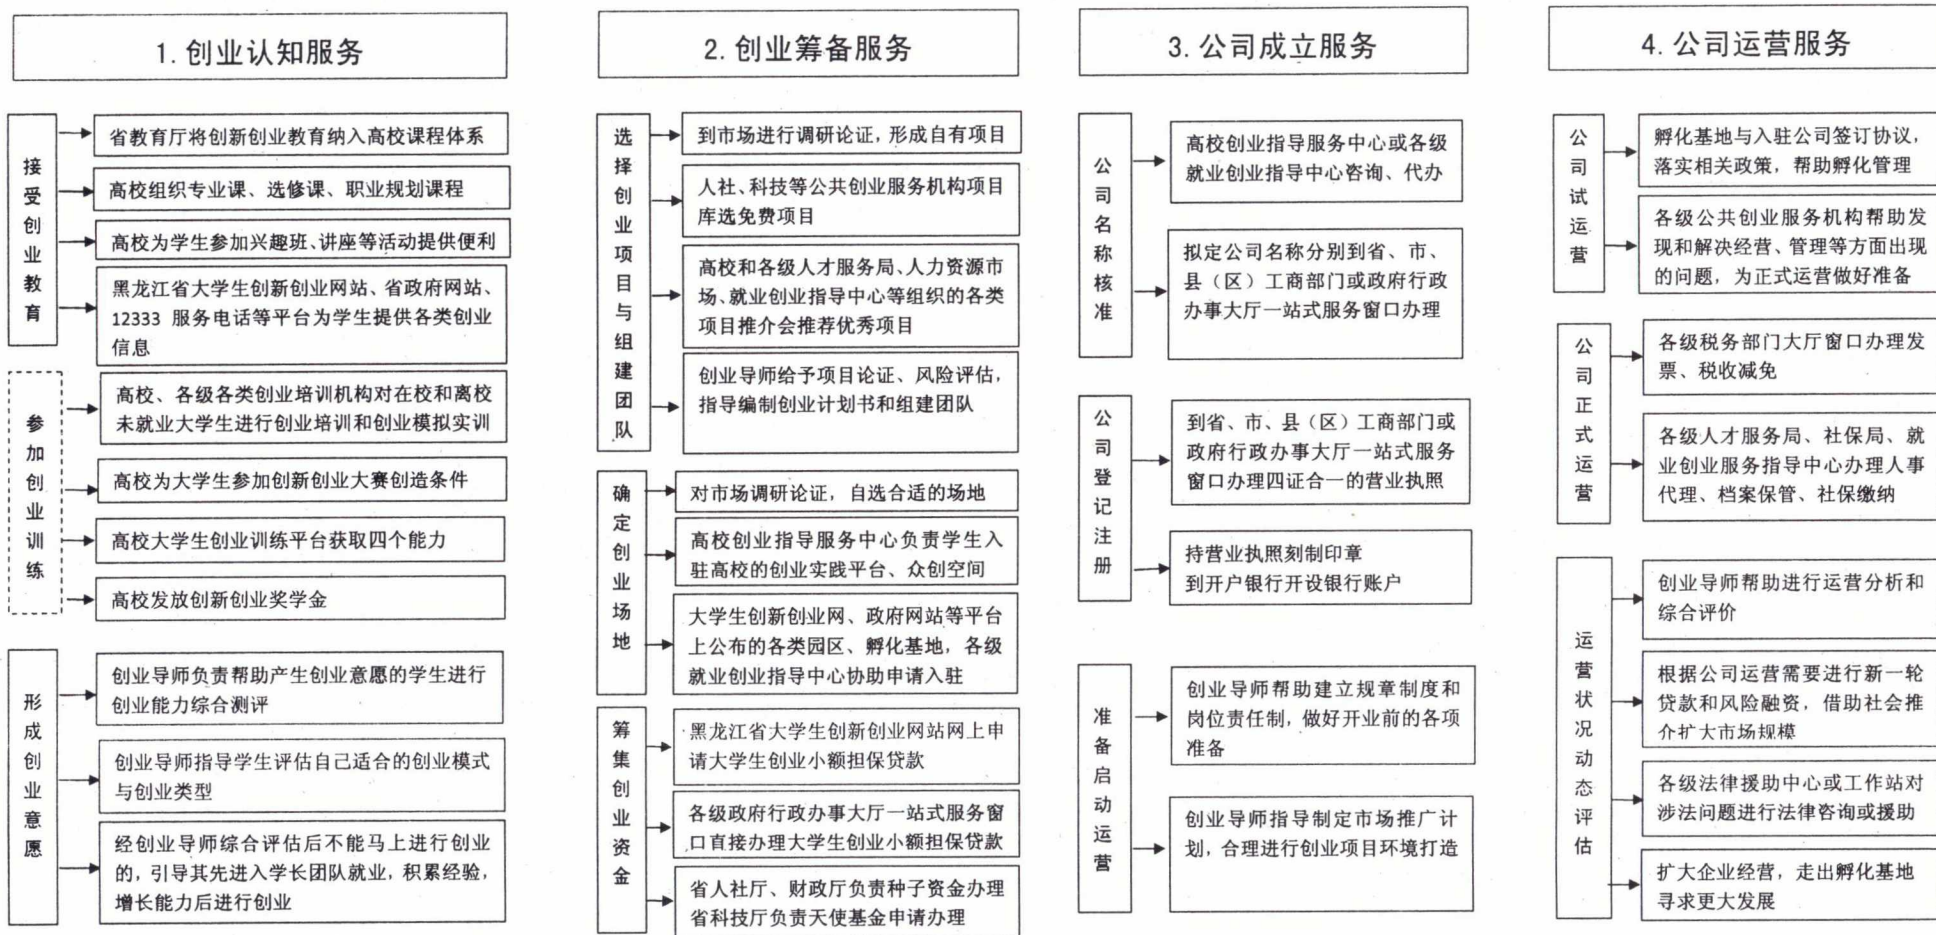 1.创业认知服务
接受创业教育
省教育厅将创新创业教育纳入高校课程体系
高校组织专业课、选修课、职业规划课程
高校为学生参加兴趣班、讲座等活动提供便利
黑龙江省大学生创新创业网站、省政府网站、
12333 服务电话等平台为学生提供各类创业
信息
参加创业训练
高校、各级各类创业培训机构对在校和离校
未就业大学生进行创业培训和创业模拟实训
高校为大学生参加创新创业大赛创造条件
高校大学生创业训练平台获取四个能力
高校发放创新创业奖学金
形成创业意愿
创业导师负责帮助产生创业意愿的学生进行
创业能力综合测评
创业导师指导学生评估自己适合的创业模式
与创业类型
经创业导师综合评估后不能马上进行创业
的，引导其先进入学长团队就业，积累经验，
增长能力后进行创业
2.创业筹备服务
选择创业项目与组建团队
到市场进行调研论证，形成自有项目
人社、科技等公共创业服务机构项目
库选免费项目
高校和各级人才服务局、人力资源市
场、就业创业指导中心等组织的各类
项目推介会推荐优秀项目
创业导师给予项目论证、风险评估，
指导编制创业计划书和组建团队
确定创业场地
对市场调研论证，自选合适的场地
高校创业指导服务中心负责学生入
驻高校的创业实践平台、众创空间
大学生创新创业网、政府网站等平台
上公布的各类园区、孵化基地，各级
就业创业指导中心协助申请入驻
筹集创业资金
黑龙江省大学生创新创业网站网上申
请大学生创业小额担保贷款
各级政府行政办事大厅一站式服务窗
口直接办理大学生创业小额担保贷款
省人社厅、财政厅负责种子资金办理
省科技厅负责天使基金申请办理
3.公司成立服务
公司名称核准
高校创业指导服务中心或各级
就业创业指导中心咨询、代办
拟定公司名称分别到省、市、
县（区）工商部门或政府行政
办事大厅一站式服务窗口办理
公司登记注册
到省、市、县（区）工商部门或
政府行政办事大厅一站式服务
窗口办理四证合一的营业执照
持营业执照刻制印章
到开户银行开设银行账户
准备启动运营
创业导师帮助建立规章制度和
岗位责任制，做好开业前的各项
准备
创业导师指导制定市场推广计
划，合理进行创业项目环境打造
4.公司运营服务
公司试运营
孵化基地与入驻公司签订协议，
落实相关政策，帮助孵化管理
各级公共创业服务机构帮助发
现和解决经营、管理等方面出现
的问题，为正式运营做好准备
公司正式运营
各级税务部门大厅窗口办理发
票、税收减免
各级人才服务局、社保局、就
业创业服务指导中心办理人事
代理、档案保管、社保缴纳
运营状况动态评估
创业导师帮助进行运营分析和
综合评价
根据公司运营需要进行新一轮
贷款和风险融资，借助社会推
介扩大市场规模
各级法律援助中心或工作站对
涉法问题进行法律咨询或援助
扩大企业经营，走出孵化基地
寻求更大发展